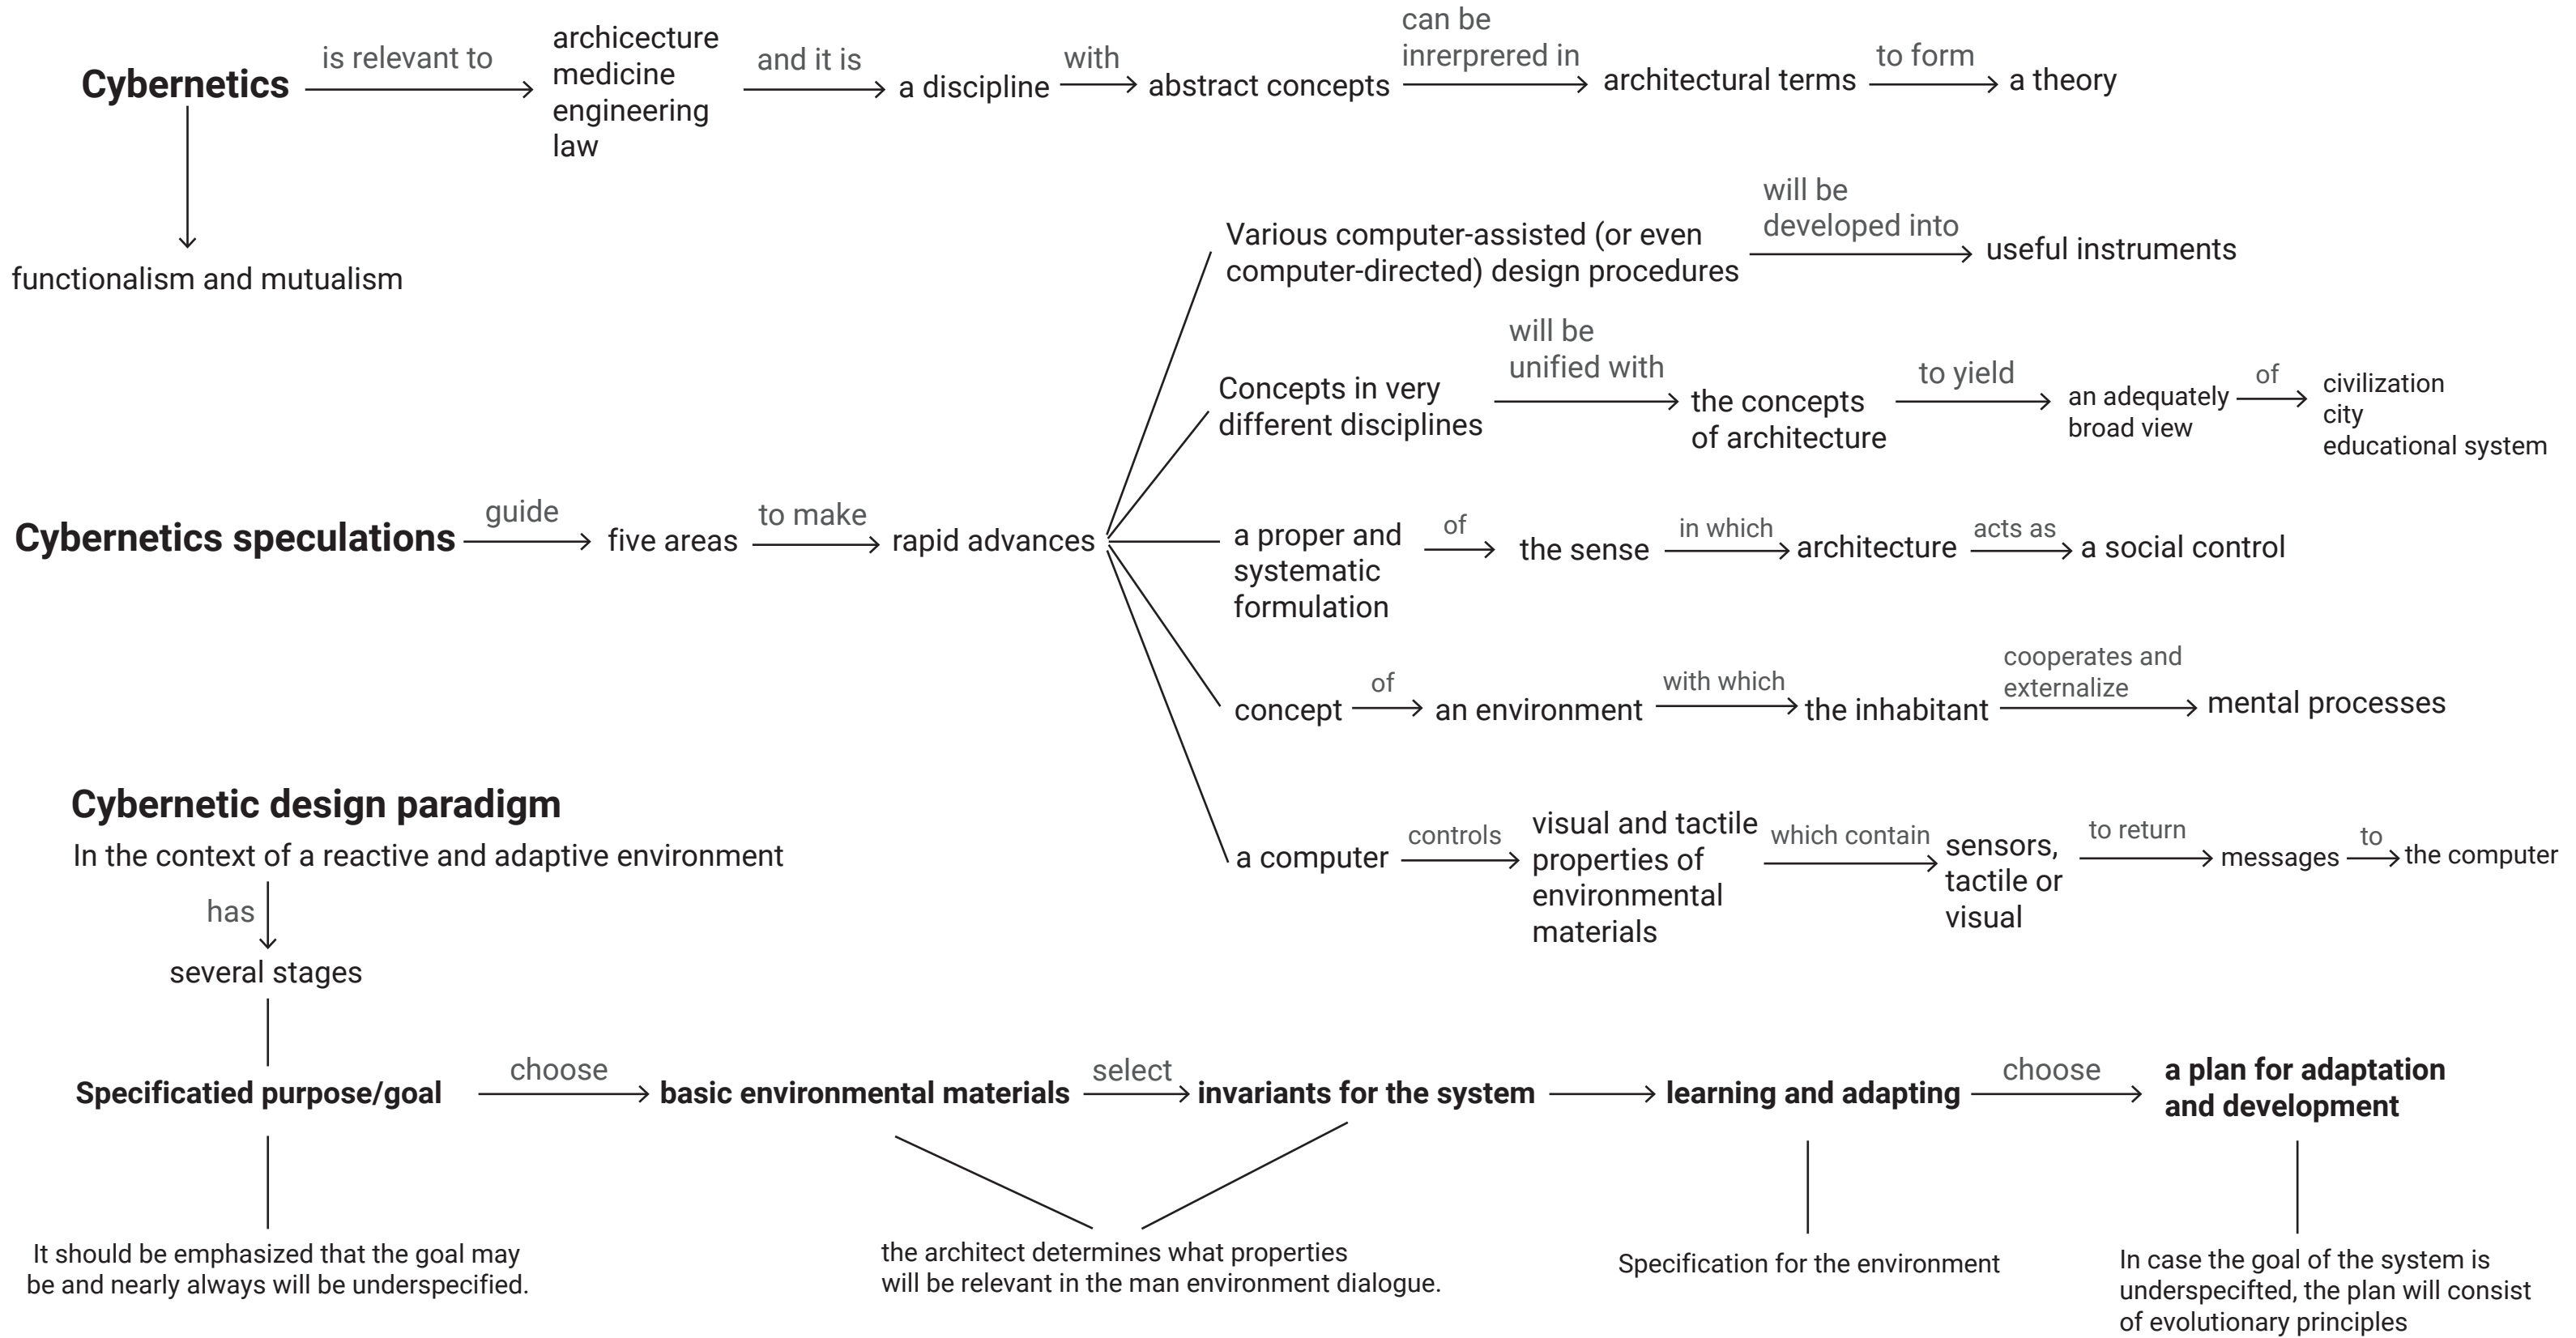 Cybernetics
is relevant to
archicecture
medicine
engineering
law
and it is
a discipline
with
abstract concepts
can be
inrerprered in
architectural terms
to form
a theory
functionalism and mutualism
Cybernetics speculations
guide
five areas
to make
rapid advances
Various computer-assisted (or even
computer-directed) design procedures
will be
developed into
useful instruments
Concepts in very
different disciplines
will be
unified with
the concepts
of architecture
to yield
an adequately
broad view
of
civilization
city
educational system
a proper and
systematic
formulation
of
the sense
in which
architecture
acts as
a social control
concept
of
an environment
with which
the inhabitant
cooperates and
externalize
mental processes
a computer
controls
visual and tactile
properties of
environmental
materials
which contain
sensors,
tactile or
visual
to return
messages
to
the computer
Cybernetic design paradigm
In the context of a reactive and adaptive environment
has
several stages
Specificatied purpose/goal
choose
basic environmental materials
select
invariants for the system
learning and adapting
choose
a plan for adaptation
and development
It should be emphasized that the goal may
be and nearly always will be underspecified.
the architect determines what properties
will be relevant in the man environment dialogue.
Specification for the environment
In case the goal of the system is
underspecifted, the plan will consist
of evolutionary principles